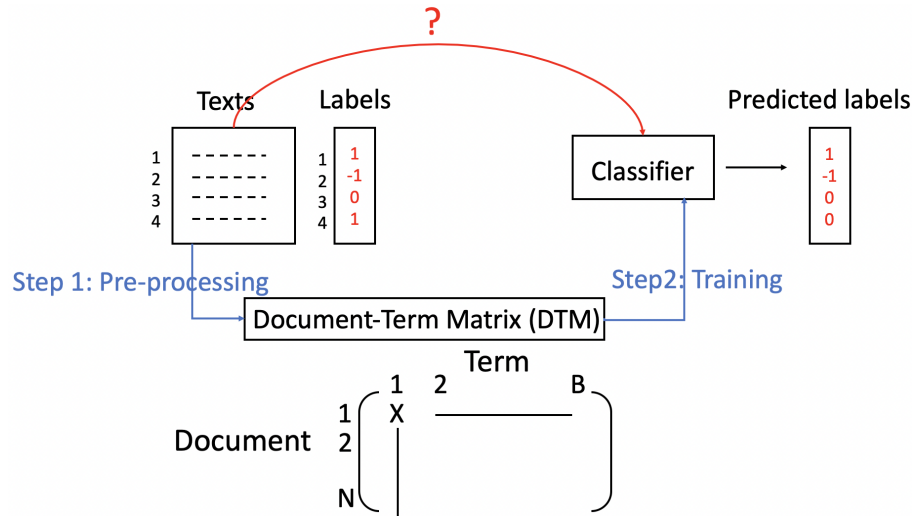 ?
Texts
Labels
Predicted labels
1
2
3
4
1
2
3
4
1
-1
0
1
Classifier
1
-1
0
0
Step 1: Pre-processing
Step2: Training
Document-Term Matrix (DTM)
Term
1 2 B
1 X
Document 2
N